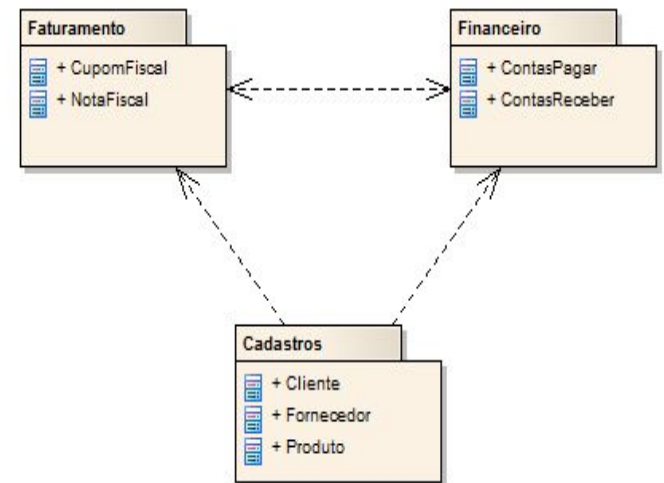 Faturamento
+ CupomFiscal
+ NotaFiscal
Financeiro
+ ContasPagar
+ ContasReceber
Cadastros
+ Cliente
+ Fornecedor
+ Produto